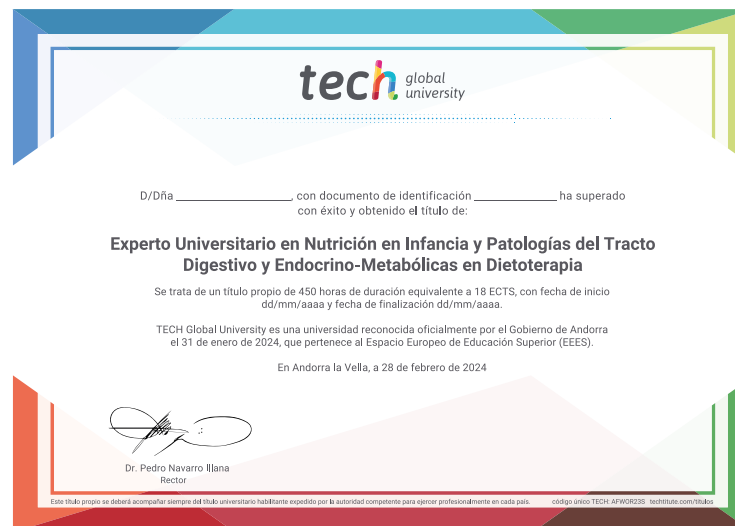 tech global university
D/Dña ____________________, con documento de identificación ______________ ha superado
con éxito y obtenido el título de:
Experto Universitario en Nutrición en Infancia y Patologías del Tracto
Digestivo y Endocrino-Metabólicas en Dietoterapia
Se trata de un título propio de 450 horas de duración equivalente a 18 ECTS, con fecha de inicio
dd/mm/aaaa y fecha de finalización dd/mm/aaaa.
TECH Global University es una universidad reconocida oficialmente por el Gobierno de Andorra
el 31 de enero de 2024, que pertenece al Espacio Europeo de Educación Superior (EEES).
En Andorra la Vella, a 28 de febrero de 2024
Dr. Pedro Navarro Illana
Rector
Este título propio se deberá acompañar siempre del título universitario habilitante expedido por la autoridad competente para ejercer profesionalmente en cada país. código único TECH: AFWOR23S techtitute.com/titulos